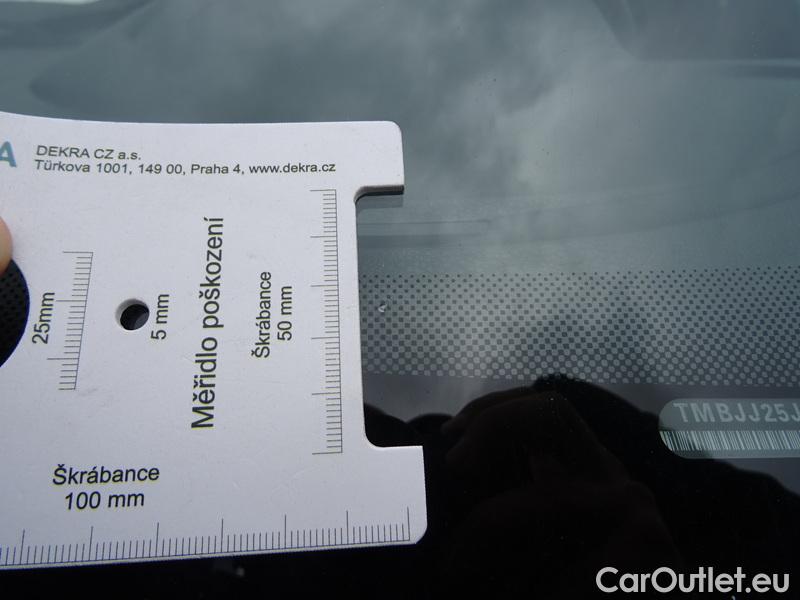 A
DEKRA CZ a.s.
Türkova 1001, 149 00, Praha 4, www.dekra.cz
25mm
5 mm
Měřidlo poškození
Škrábance
50 mm
Škrábance
100 mm
TMBJJ25J
CarOutlet.eu